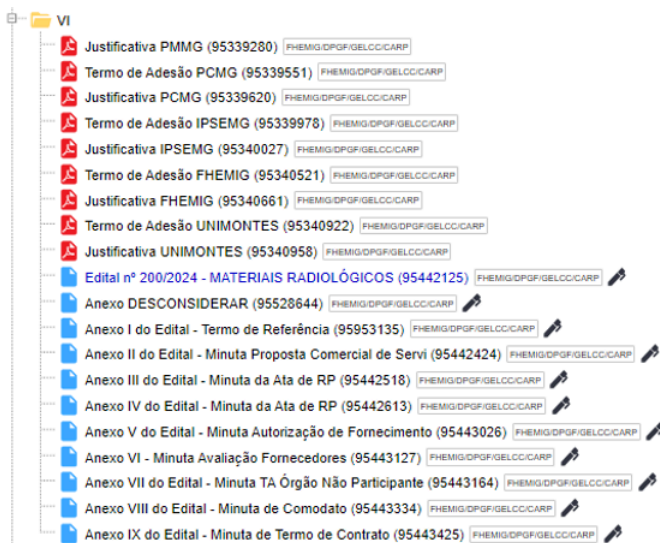 VI
Justificativa PMMG (95339280) FHEMIG/DPGF/GELCC/CARP
Termo de Adesão PCMG (95339551) FHEMIG/DPGF/GELCC/CARP
Justificativa PCMG (95339620) FHEMIG/DPGF/GELCC/CARP
Termo de Adesão IPSEMG (95339978) FHEMIG/DPGF/GELCC/CARP
Justificativa IPSEMG (95340027) FHEMIG/DPGF/GELCC/CARP
Termo de Adesão FHEMIG (95340521) FHEMIG/DPGF/GELCC/CARP
Justificativa FHEMIG (95340661) FHEMIG/DPGF/GELCC/CARP
Termo de Adesão UNIMONTES (95340922) FHEMIG/DPGF/GELCC/CARP
Justificativa UNIMONTES (95340958) FHEMIG/DPGF/GELCC/CARP
Edital nº 200/2024 - MATERIAIS RADIOLÓGICOS (95442125) FHEMIG/DPGF/GELCC/CARP
Anexo DESCONSIDERAR (95528644) FHEMIG/DPGF/GELCC/CARP
Anexo I do Edital - Termo de Referência (95953135) FHEMIG/DPGF/GELCC/CARP
Anexo II do Edital - Minuta Proposta Comercial de Servi (95442424) FHEMIG/DPGF/GELCC/CARP
Anexo III do Edital - Minuta da Ata de RP (95442518) FHEMIG/DPGF/GELCC/CARP
Anexo IV do Edital - Minuta da Ata de RP (95442613) FHEMIG/DPGF/GELCC/CARP
Anexo V do Edital - Minuta Autorização de Fornecimento (95443026) FHEMIG/DPGF/GELCC/CARP
Anexo VI - Minuta Avaliação Fornecedores (95443127) FHEMIG/DPGF/GELCC/CARP
Anexo VII do Edital - Minuta TA Órgão Não Participante (95443164) FHEMIG/DPGF/GELCC/CARP
Anexo VIII do Edital - Minuta de Comodato (95443334) FHEMIG/DPGF/GELCC/CARP
Anexo IX do Edital - Minuta de Termo de Contrato (95443425) FHEMIG/DPGF/GELCC/CARP